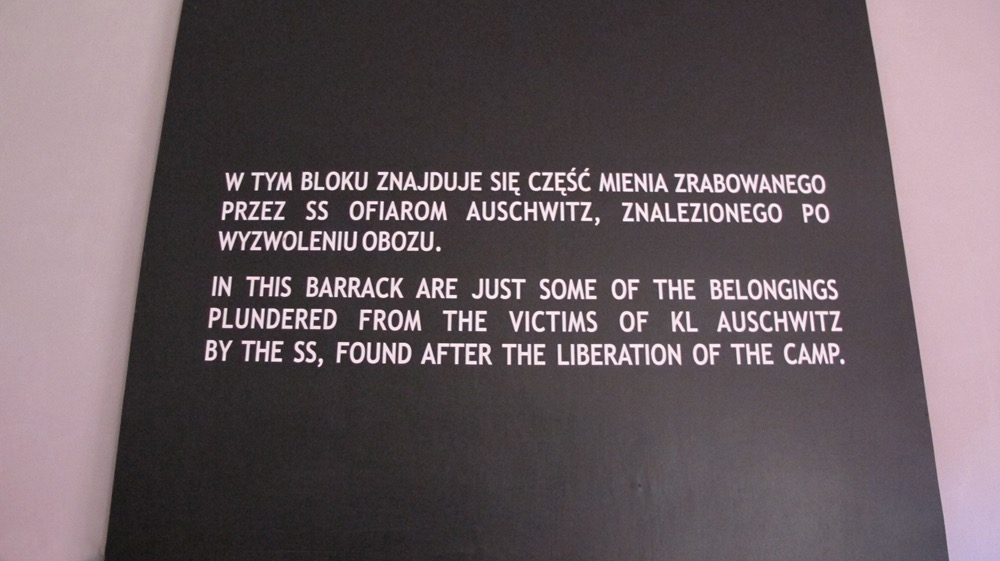 W TYM BLOKU ZNAJDUJE SIĘ CZĘŚĆ MIENIA ZRABOWANEGO
PRZEZ SS OFIAROM AUSCHWITZ, ZNALEZIONEGO PO
WYZWOLENIU OBOZU.
IN THIS BARRACK ARE JUST SOME OF THE BELONGINGS
PLUNDERED FROM THE VICTIMS OF KL AUSCHWITZ
BY THE SS, FOUND AFTER THE LIBERATION OF THE CAMP.